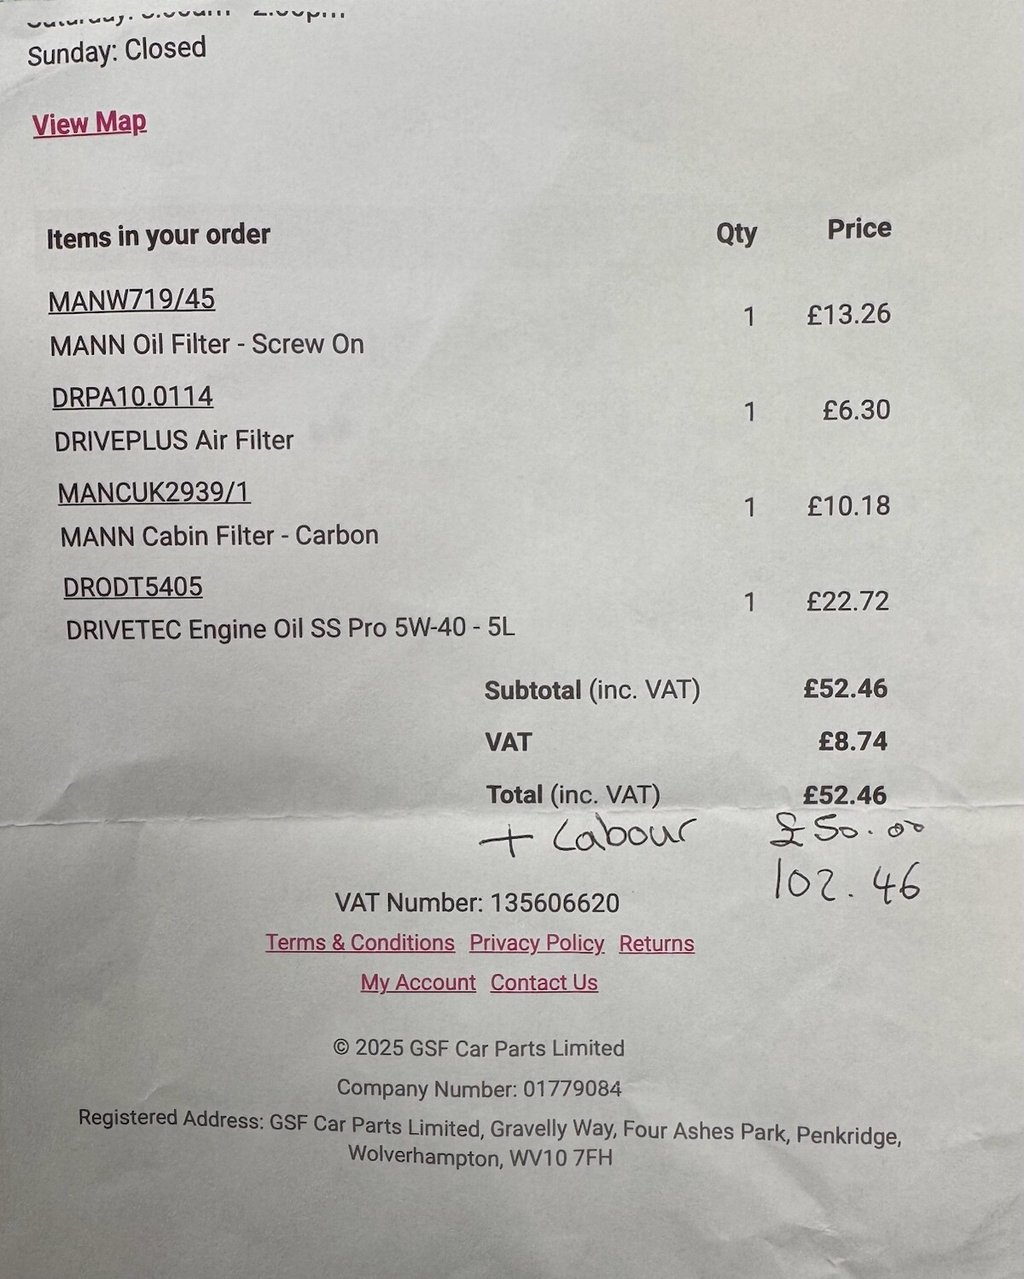 Sunday: Closed
View Map
Items in your order Qty Price
MANW719/45
MANN Oil Filter - Screw On 1 £13.26
DRPA10.0114
DRIVEPLUS Air Filter 1 £6.30
MANCUK2939/1
MANN Cabin Filter - Carbon 1 £10.18
DRODT5405
DRIVETEC Engine Oil SS Pro 5W-40 - 5L 1 £22.72
Subtotal (inc. VAT) £52.46
VAT £8.74
Total (inc. VAT) £52.46
+ Labour £50.00
102.46
VAT Number: 135606620
Terms & Conditions Privacy Policy Returns
My Account Contact Us
© 2025 GSF Car Parts Limited
Company Number: 01779084
Registered Address: GSF Car Parts Limited, Gravelly Way, Four Ashes Park, Penkridge,
Wolverhampton, WV10 7FH